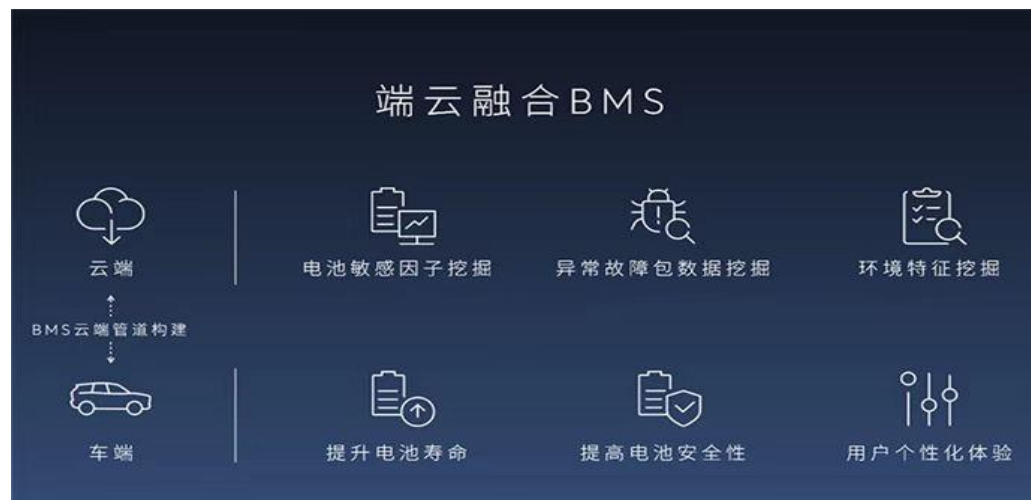 端云融合BMS
云端
电池敏感因子挖掘
异常故障包数据挖掘
环境特征挖掘
BMS云端管道构建
车端
提升电池寿命
提高电池安全性
用户个性化体验